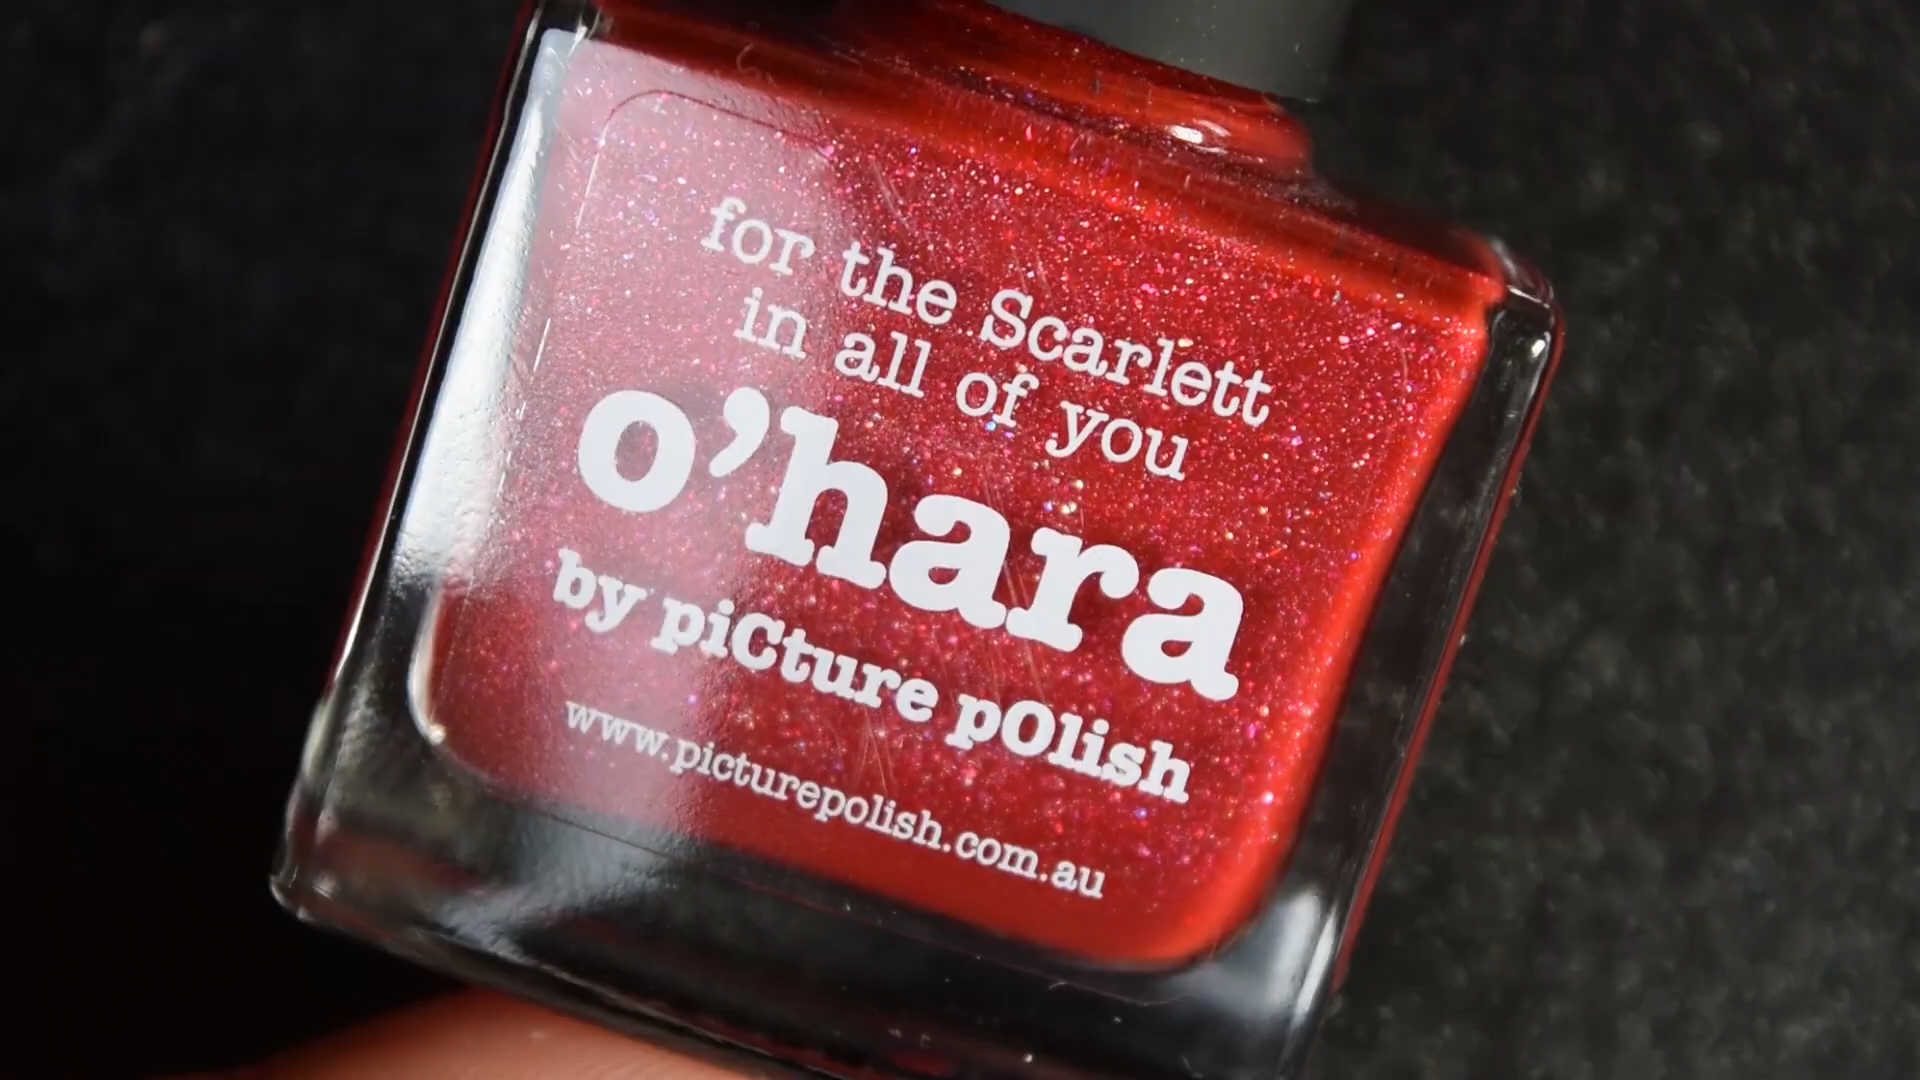 for the Scarlett
in all of you
o'hara
by piCture pOlish
www.picturepolish.com.au